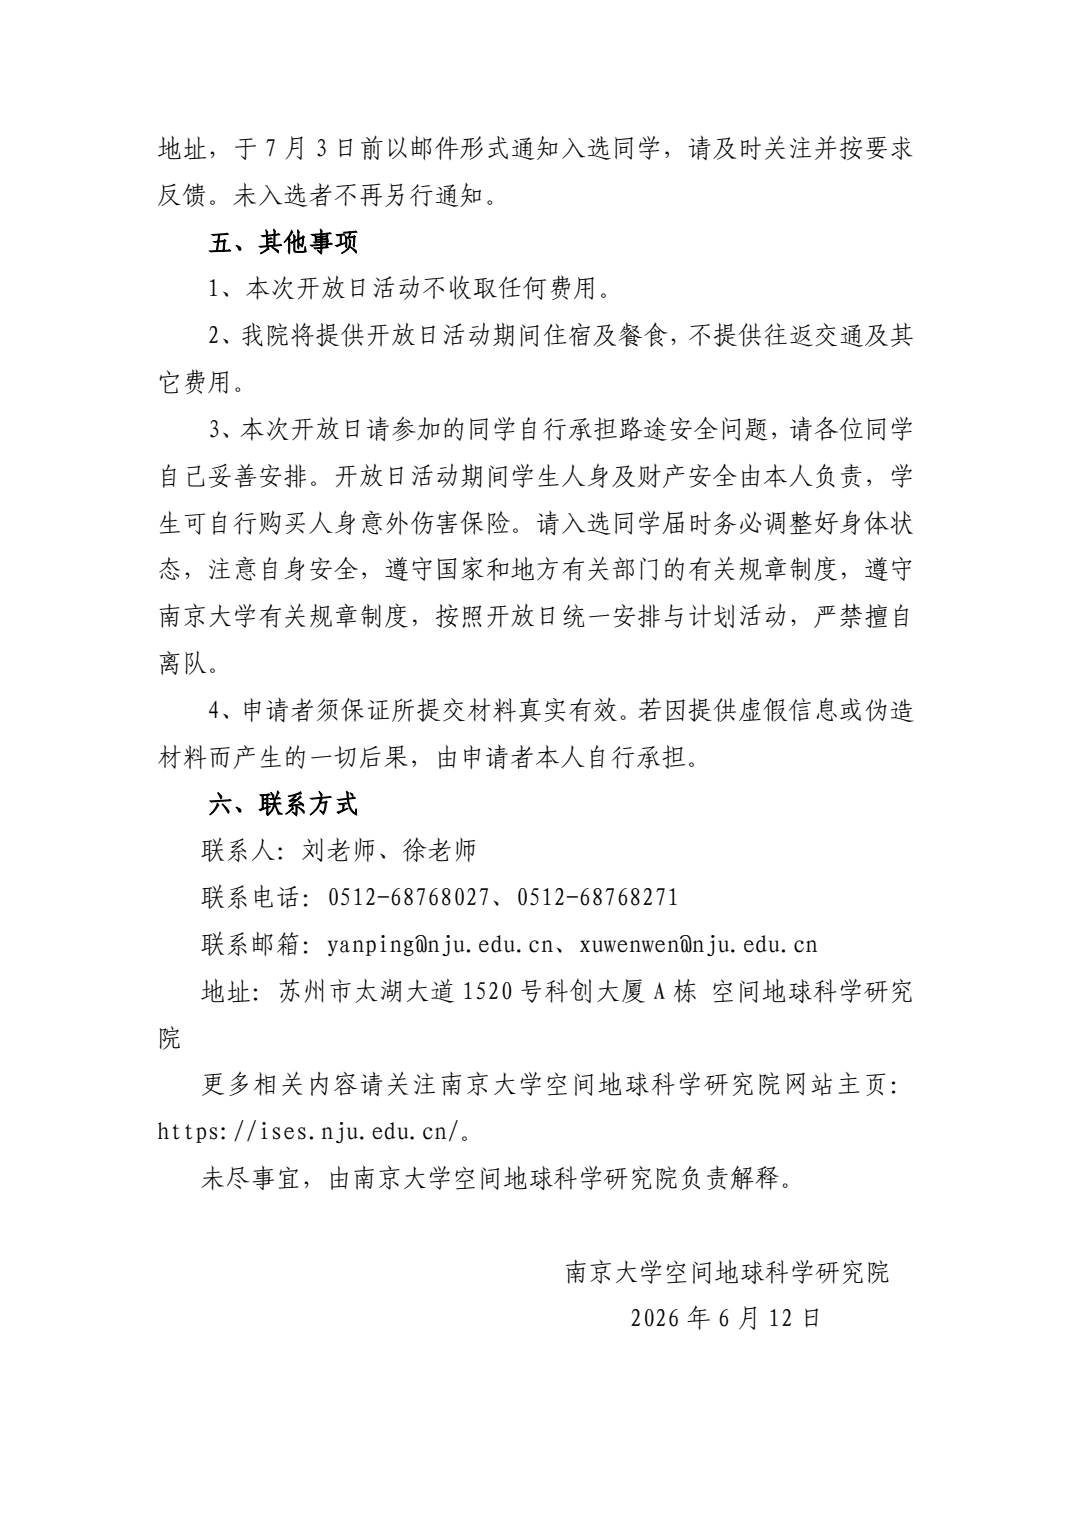 地址，于 7 月 3 日前以邮件形式通知入选同学，请及时关注并按要求
反馈。未入选者不再另行通知。
五、其他事项
1、本次开放日活动不收取任何费用。
2、我院将提供开放日活动期间住宿及餐食，不提供往返交通及其
它费用。
3、本次开放日请参加的同学自行承担路途安全问题，请各位同学
自己妥善安排。开放日活动期间学生人身及财产安全由本人负责，学
生可自行购买人身意外伤害保险。请入选同学届时务必调整好身体状
态，注意自身安全，遵守国家和地方有关部门的有关规章制度，遵守
南京大学有关规章制度，按照开放日统一安排与计划活动，严禁擅自
离队。
4、申请者须保证所提交材料真实有效。若因提供虚假信息或伪造
材料而产生的一切后果，由申请者本人自行承担。
六、联系方式
联系人：刘老师、徐老师
联系电话：0512-68768027、0512-68768271
联系邮箱：yanping@nju.edu.cn、xuwenwen@nju.edu.cn
地址：苏州市太湖大道 1520 号科创大厦 A 栋 空间地球科学研究
院
更多相关内容请关注南京大学空间地球科学研究院网站主页：
https://ises.nju.edu.cn/。
未尽事宜，由南京大学空间地球科学研究院负责解释。
南京大学空间地球科学研究院
2026 年 6 月 12 日